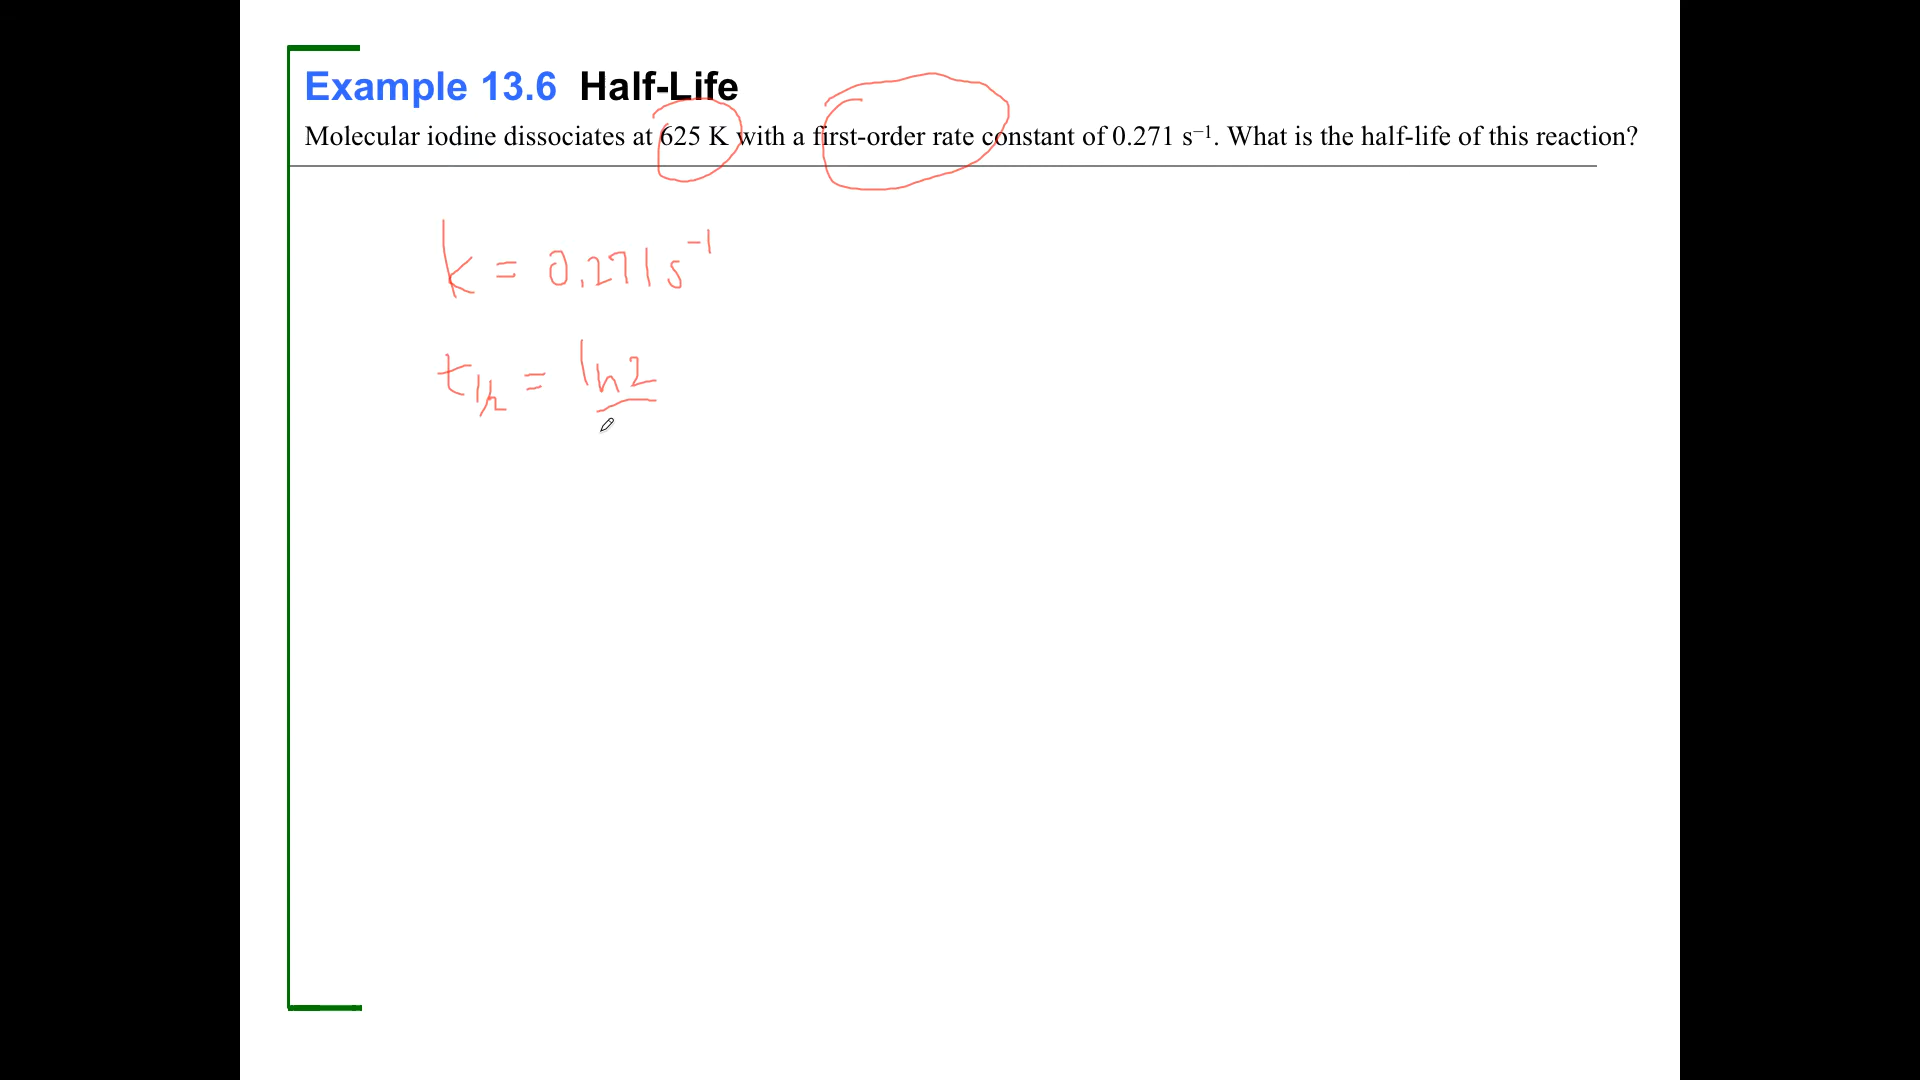 Example 13.6 Half-Life
Molecular iodine dissociates at 625 K with a first-order rate constant of 0.271 s⁻¹. What is the half-life of this reaction?
k = 0.271 s⁻¹
t1/2 = ln2